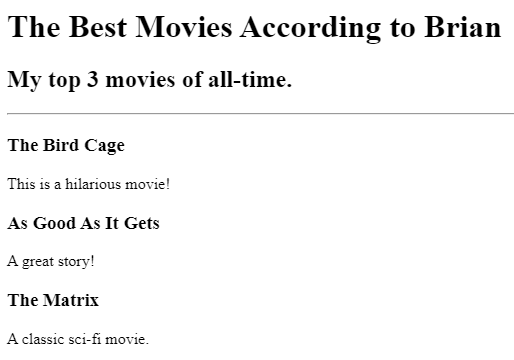 The Best Movies According to Brian
My top 3 movies of all-time.
The Bird Cage
This is a hilarious movie!
As Good As It Gets
A great story!
The Matrix
A classic sci-fi movie.